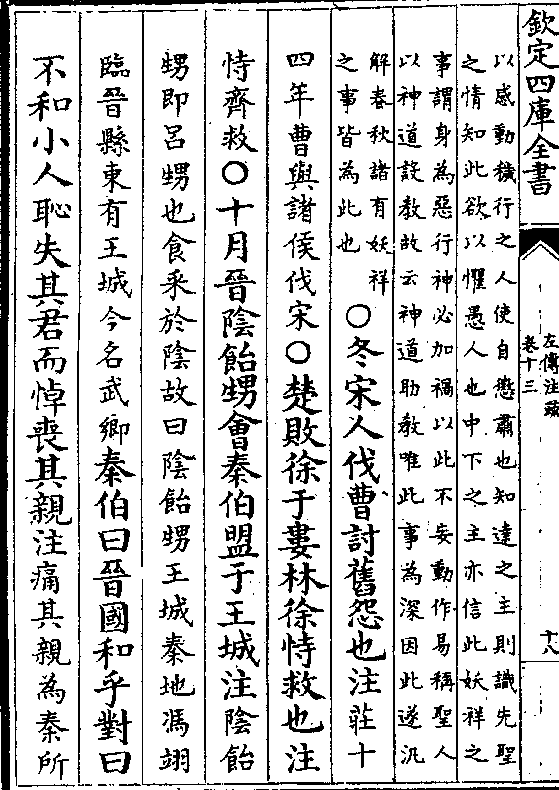 欽定四庫全書
左傳注疏
卷十三
十八
以感動穢行之人使自懲肅也知達之主則識先聖
之情知此欲以懼愚人也中下之主亦信此妖祥之
事謂身為惡行神必加禍以此不妄動作易稱聖人
以神道設教故云神道助教唯此事為深因此遂汎
解春秋諸有妖祥
之事皆為此也
○冬宋人伐曹討舊怨也注莊十
四年曹與諸侯伐宋○楚敗徐于婁林徐恃救也注
恃齊救○十月晉陰飴甥會秦伯盟于王城注陰飴
甥即呂甥也食采於陰故曰陰飴甥王城秦地馮翊
臨晉縣東有王城今名武鄉秦伯曰晉國和乎對曰
不和小人恥失其君而悼喪其親注痛其親為秦所